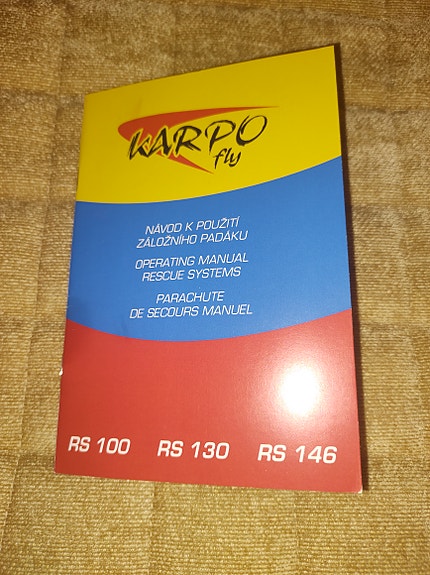 KARPO
fly
NÁVOD K POUŽITÍ
ZÁLOŽNÍHO PADÁKU
OPERATING MANUAL
RESCUE SYSTEMS
PARACHUTE
DE SECOURS MANUEL
RS 100 RS 130 RS 146